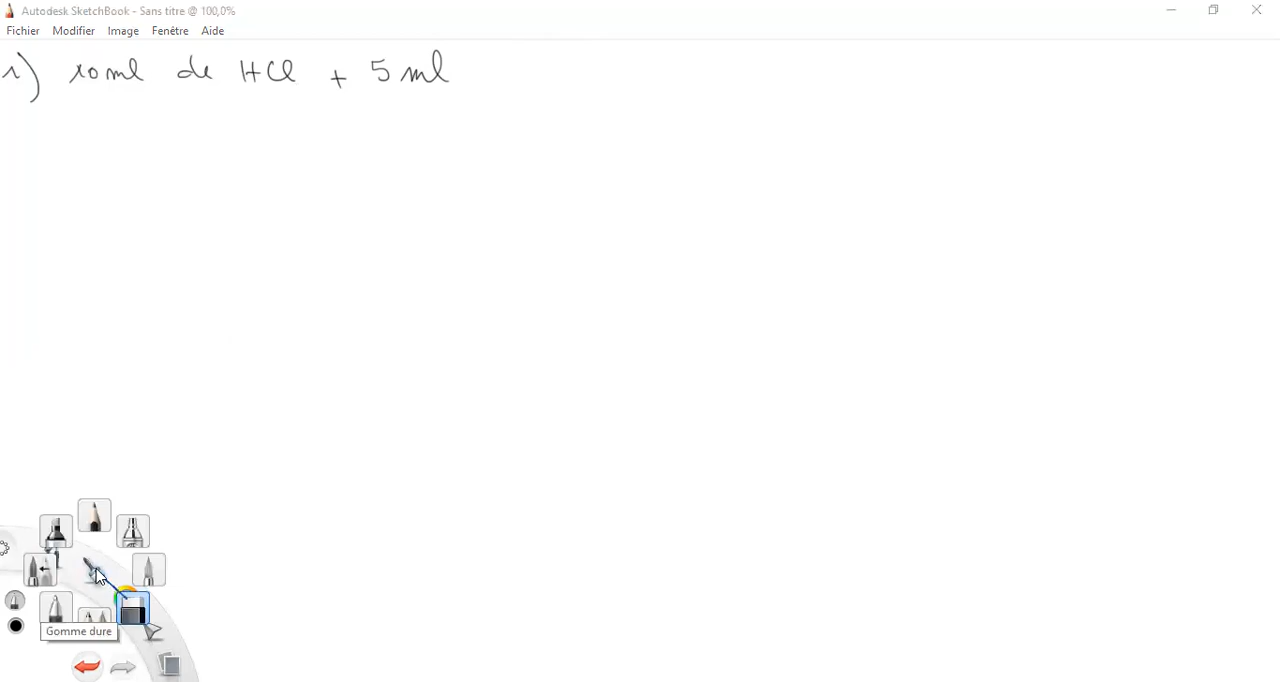 Autodesk SketchBook - Sans titre @ 100,0%
Fichier Modifier Image Fenêtre Aide
1) 10 ml de HCl + 5 ml
Gomme dure